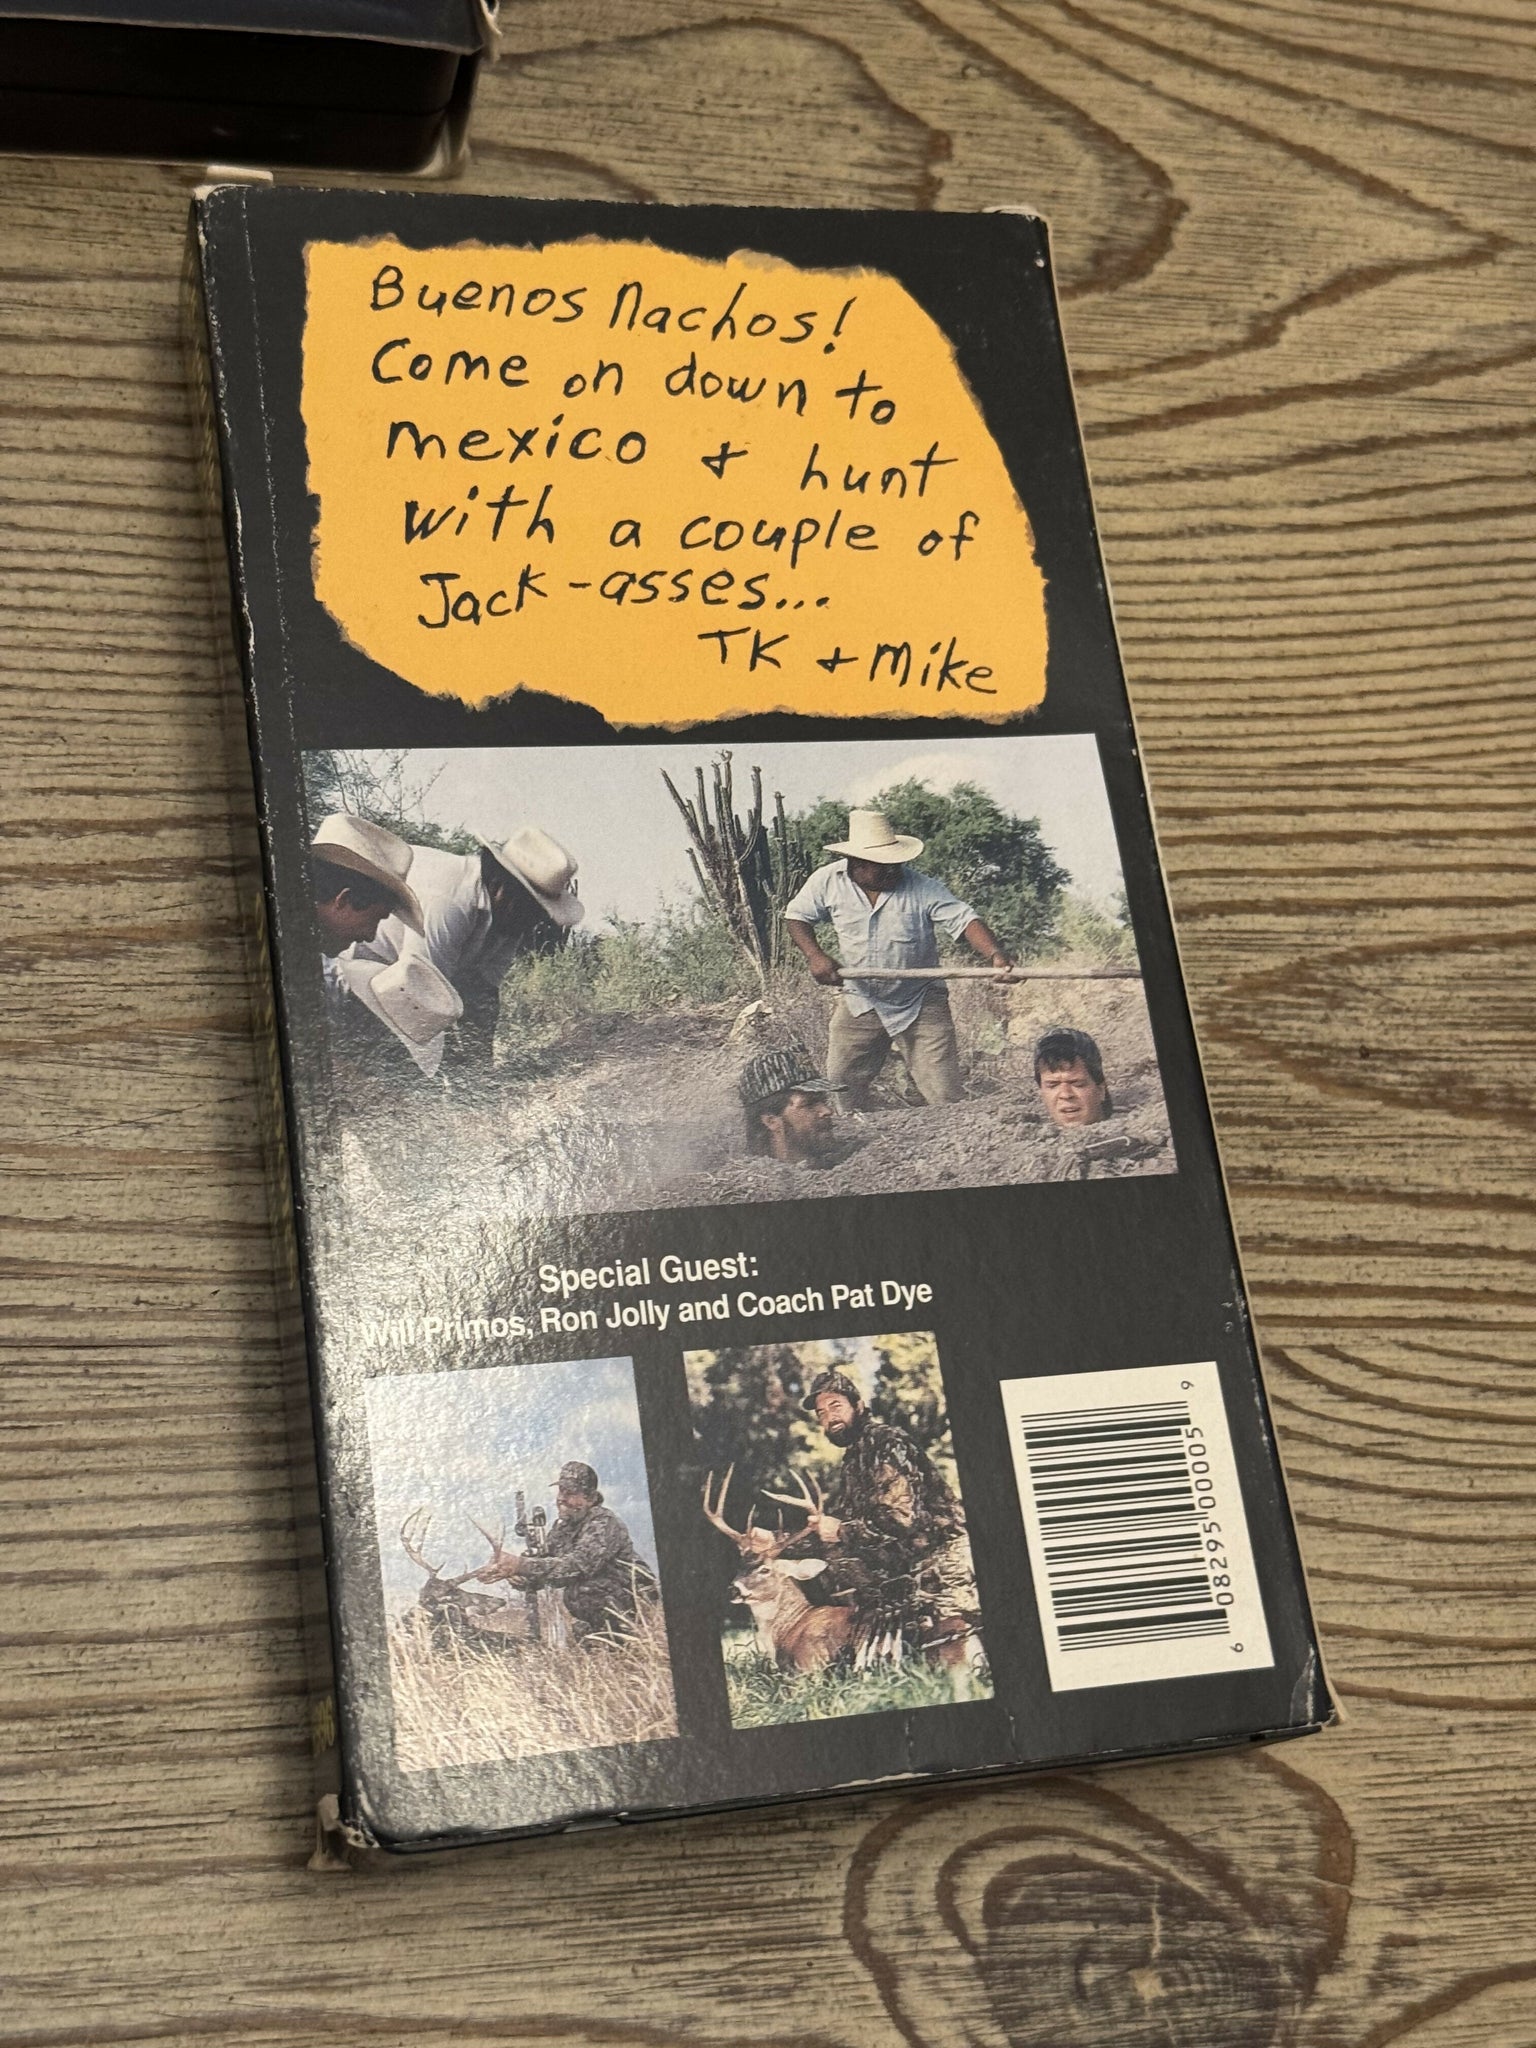 Buenos Nachos!
Come on down to
mexico & hunt
with a couple of
Jack-asses...
TK & Mike
Special Guest:
Will Primos, Ron Jolly and Coach Pat Dye
6 08295 00005 9